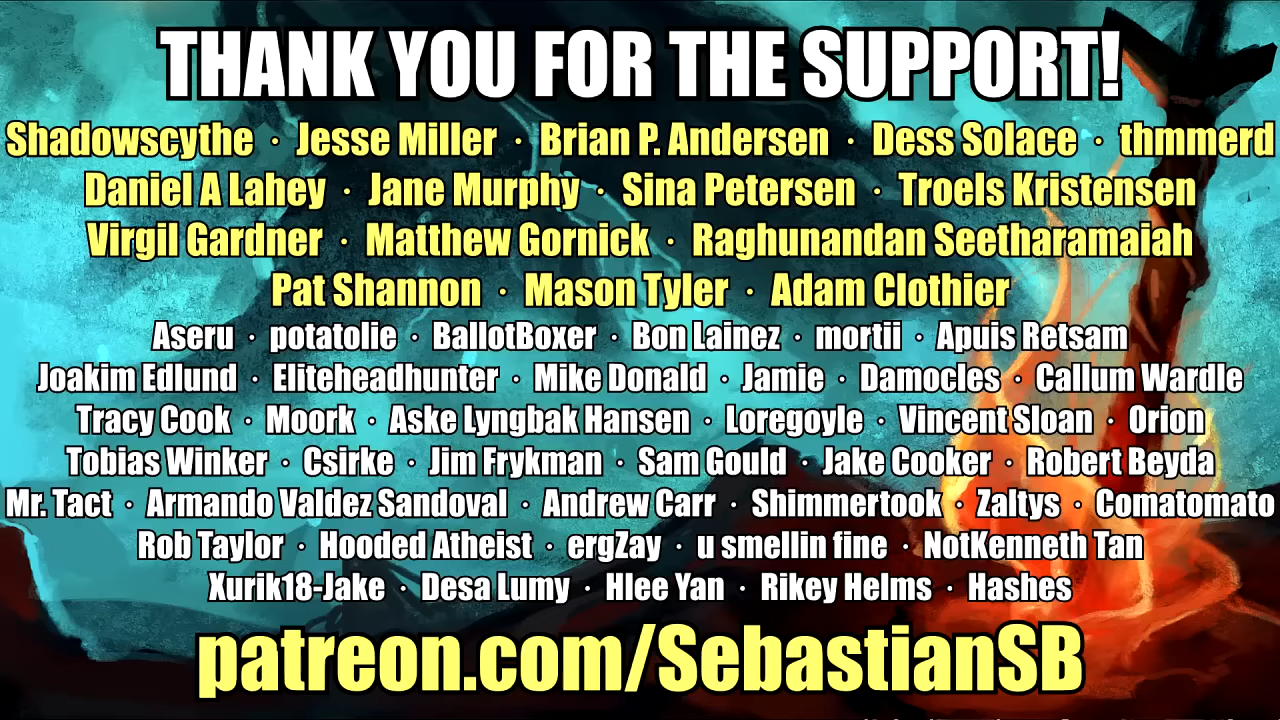 THANK YOU FOR THE SUPPORT!
Shadowscythe · Jesse Miller · Brian P. Andersen · Dess Solace · thmmerd
Daniel A Lahey · Jane Murphy · Sina Petersen · Troels Kristensen
Virgil Gardner · Matthew Gornick · Raghunandan Seetharamaiah
Pat Shannon · Mason Tyler · Adam Clothier
Aseru · potatolie · BallotBoxer · Bon Lainez · mortii · Apuis Retsam
Joakim Edlund · Eliteheadhunter · Mike Donald · Jamie · Damocles · Callum Wardle
Tracy Cook · Moork · Aske Lyngbak Hansen · Loregoyle · Vincent Sloan · Orion
Tobias Winker · Csirke · Jim Frykman · Sam Gould · Jake Cooker · Robert Beyda
Mr. Tact · Armando Valdez Sandoval · Andrew Carr · Shimmertook · Zaltys · Comatomato
Rob Taylor · Hooded Atheist · ergZay · u smellin fine · NotKenneth Tan
Xurik18-Jake · Desa Lumy · Hlee Yan · Rikey Helms · Hashes
patreon.com/SebastianSB